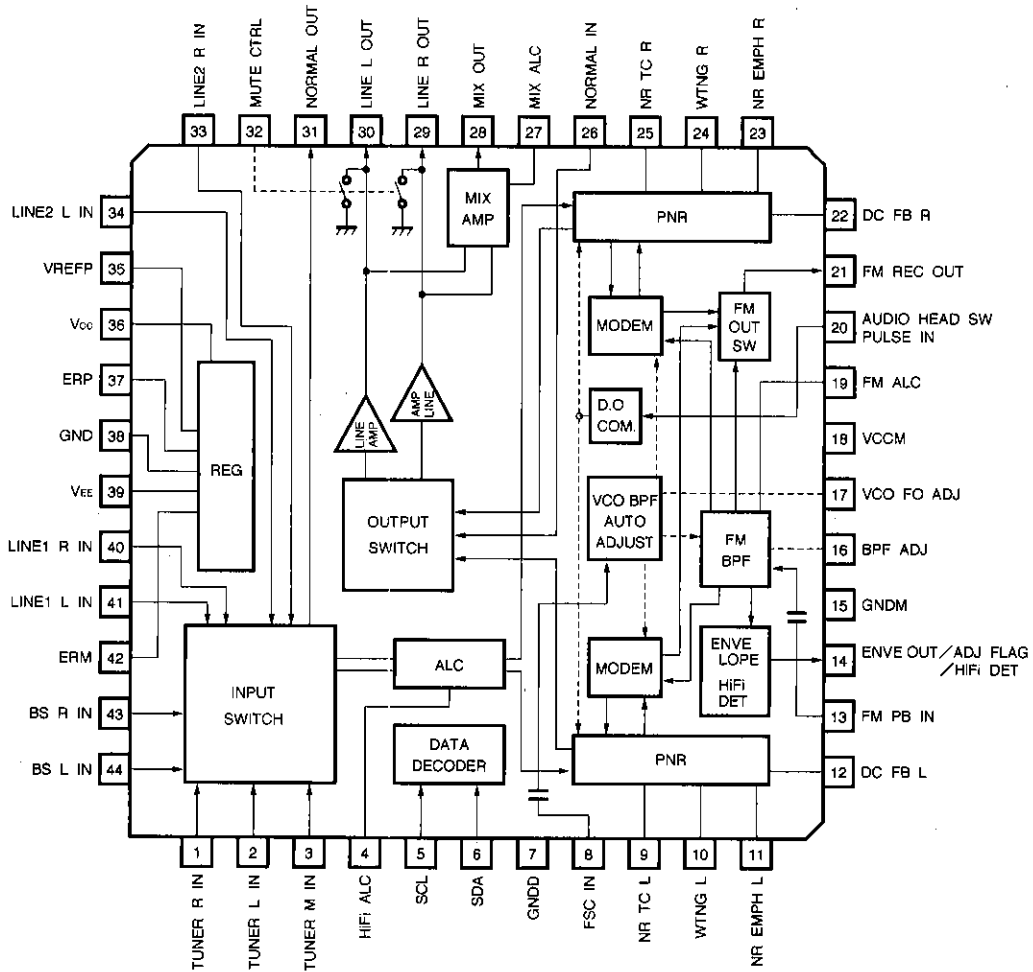 LINE2 R IN
MUTE CTRL
NORMAL OUT
LINE L OUT
LINE R OUT
MIX OUT
MIX ALC
NORMAL IN
NR TC R
WTNG R
NR EMPH R
33
32
31
30
29
28
27
26
25
24
23
LINE2 L IN 34
VREFP 35
Vcc 36
ERP 37
GND 38
VEE 39
LINE1 R IN 40
LINE1 L IN 41
ERM 42
BS R IN 43
BS L IN 44
REG
INPUT
SWITCH
LINE
AMP
AMP
LINE
MIX
AMP
OUTPUT
SWITCH
ALC
DATA
DECODER
PNR
MODEM
FM
OUT
SW
D.O
COM.
VCO BPF
AUTO
ADJUST
FM
BPF
MODEM
ENVE
LOPE
HiFi
DET
PNR
22 DC FB R
21 FM REC OUT
20 AUDIO HEAD SW
PULSE IN
19 FM ALC
18 VCCM
17 VCO FO ADJ
16 BPF ADJ
15 GNDM
14 ENVE OUT/ADJ FLAG
/HiFi DET
13 FM PB IN
12 DC FB L
1
2
3
4
5
6
7
8
9
10
11
TUNER R IN
TUNER L IN
TUNER M IN
HiFi ALC
SCL
SDA
GNDD
FSC IN
NR TC L
WTNG L
NR EMPH L